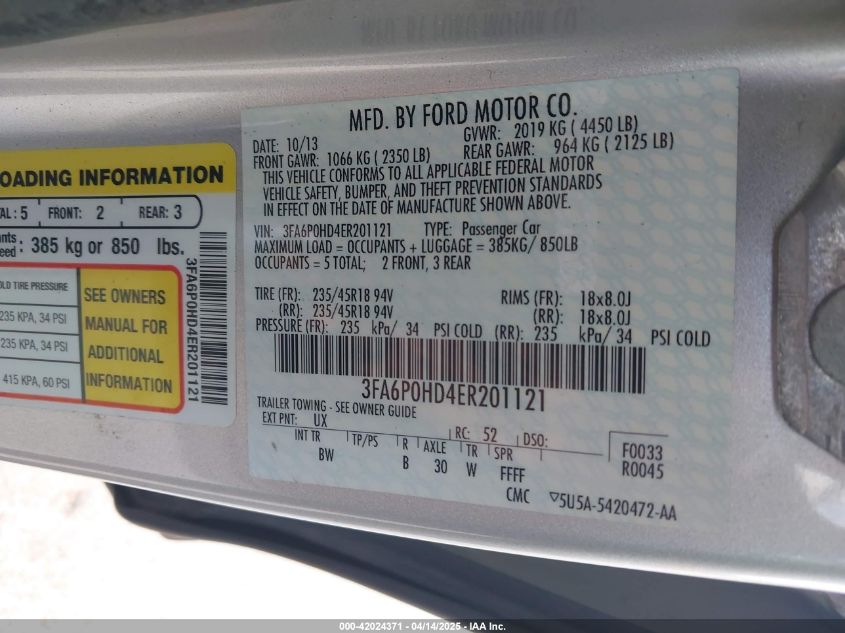 OADING INFORMATION
AL: 5 FRONT: 2 REAR: 3
385 kg or 850 lbs.
OLD TIRE PRESSURE
235 KPA, 34 PSI
235 KPA, 34 PSI
415 KPA, 60 PSI
SEE OWNERS
MANUAL FOR
ADDITIONAL
INFORMATION
3FA6P0HD4ER201121
MFD. BY FORD MOTOR CO.
DATE: 10/13 GVWR: 2019 KG ( 4450 LB)
FRONT GAWR: 1066 KG ( 2350 LB) REAR GAWR: 964 KG ( 2125 LB)
THIS VEHICLE CONFORMS TO ALL APPLICABLE FEDERAL MOTOR
VEHICLE SAFETY, BUMPER, AND THEFT PREVENTION STANDARDS
IN EFFECT ON THE DATE OF MANUFACTURE SHOWN ABOVE.
VIN: 3FA6P0HD4ER201121 TYPE: Passenger Car
MAXIMUM LOAD = OCCUPANTS + LUGGAGE = 385KG/ 850LB
OCCUPANTS = 5 TOTAL; 2 FRONT, 3 REAR
TIRE (FR): 235/45R18 94V RIMS (FR): 18x8.0J
(RR): 235/45R18 94V (RR): 18x8.0J
PRESSURE (FR): 235 kPa/ 34 PSI COLD (RR): 235 kPa/ 34 PSI COLD
3FA6P0HD4ER201121
TRAILER TOWING - SEE OWNER GUIDE
EXT PNT: UX RC: 52 DSO:
INT TR TP/PS R AXLE TR SPR F0033
BW B 30 W FFFF R0045
CMC ▽5U5A-5420472-AA
000-42024371 - 04/14/2025 - IAS, Inc.